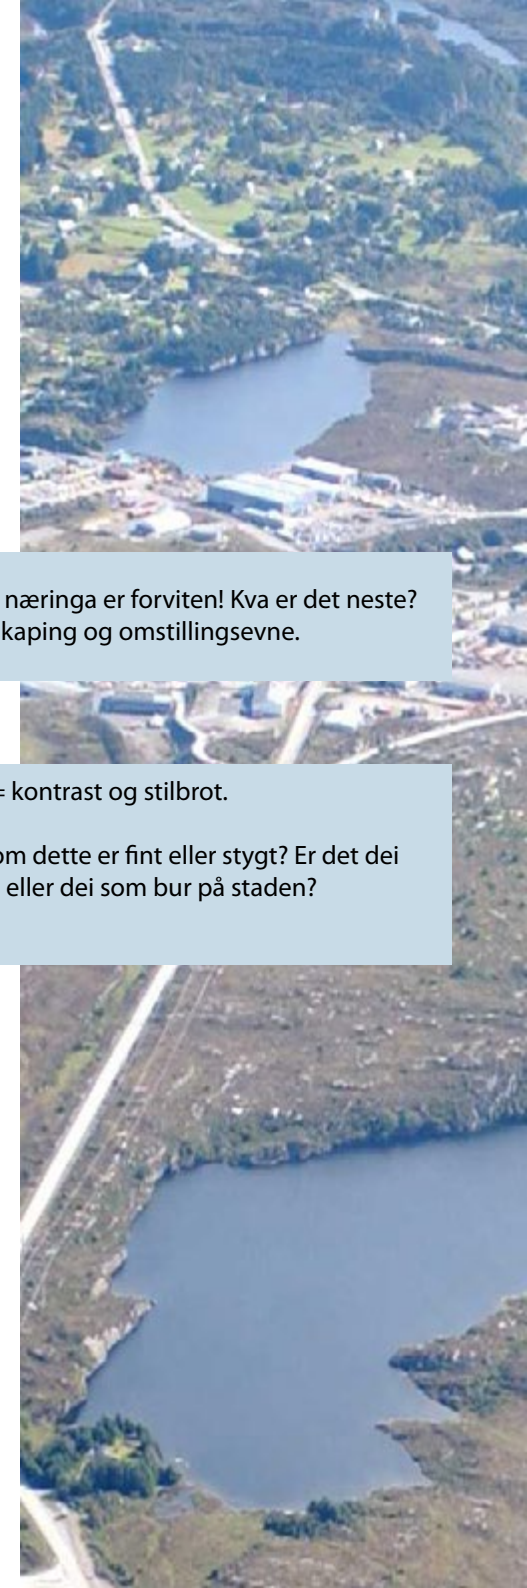 næringa er forviten! Kva er det neste?
kaping og omstillingsevne.
= kontrast og stilbrot.
om dette er fint eller stygt? Er det dei
eller dei som bur på staden?